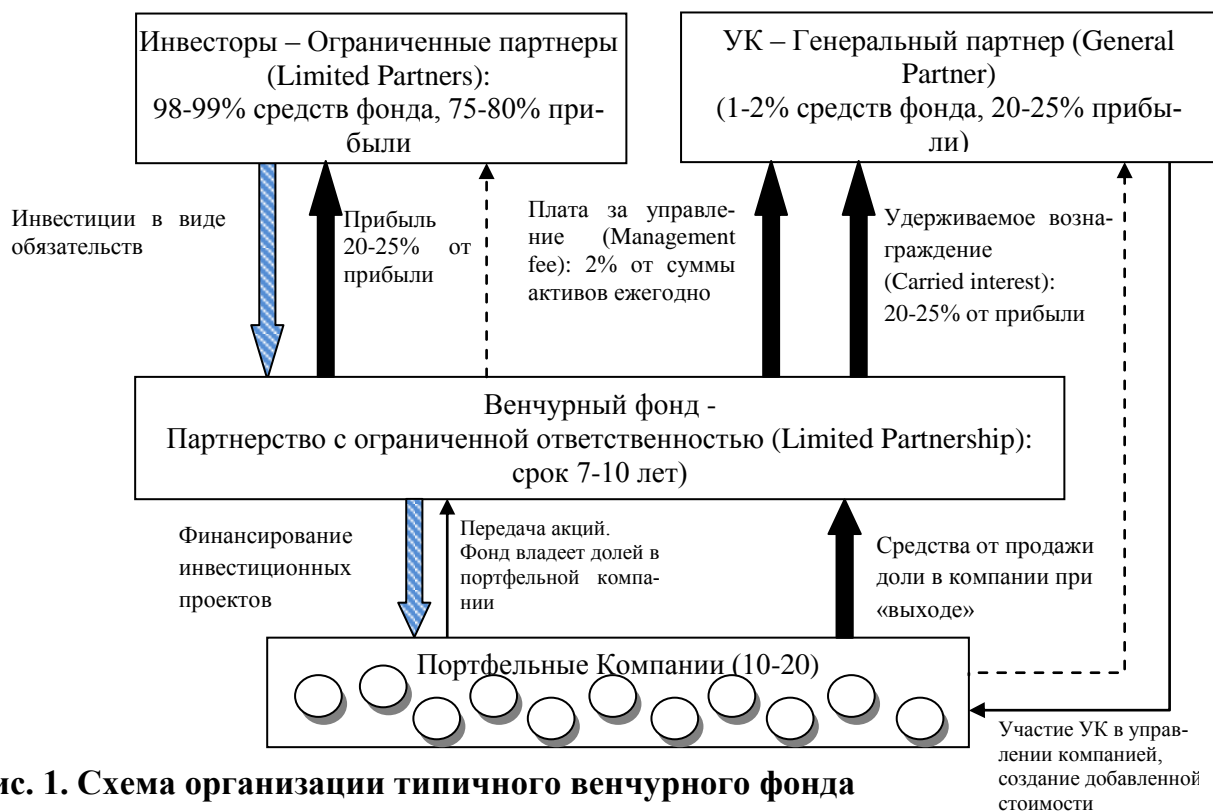 Инвесторы – Ограниченные партнеры
(Limited Partners):
98-99% средств фонда, 75-80% при-
были
УК – Генеральный партнер (General
Partner)
(1-2% средств фонда, 20-25% прибы-
ли)
Инвестиции в виде
обязательств
Прибыль
20-25% от
прибыли
Плата за управле-
ние (Management
fee): 2% от суммы
активов ежегодно
Удерживаемое возна-
граждение
(Carried interest):
20-25% от прибыли
Венчурный фонд -
Партнерство с ограниченной ответственностью (Limited Partnership):
срок 7-10 лет)
Финансирование
инвестиционных
проектов
Передача акций.
Фонд владеет долей в
портфельной компа-
нии
Средства от продажи
доли в компании при
«выходе»
Портфельные Компании (10-20)
Участие УК в управ-
лении компанией,
создание добавленной
стоимости
ис. 1. Схема организации типичного венчурного фонда